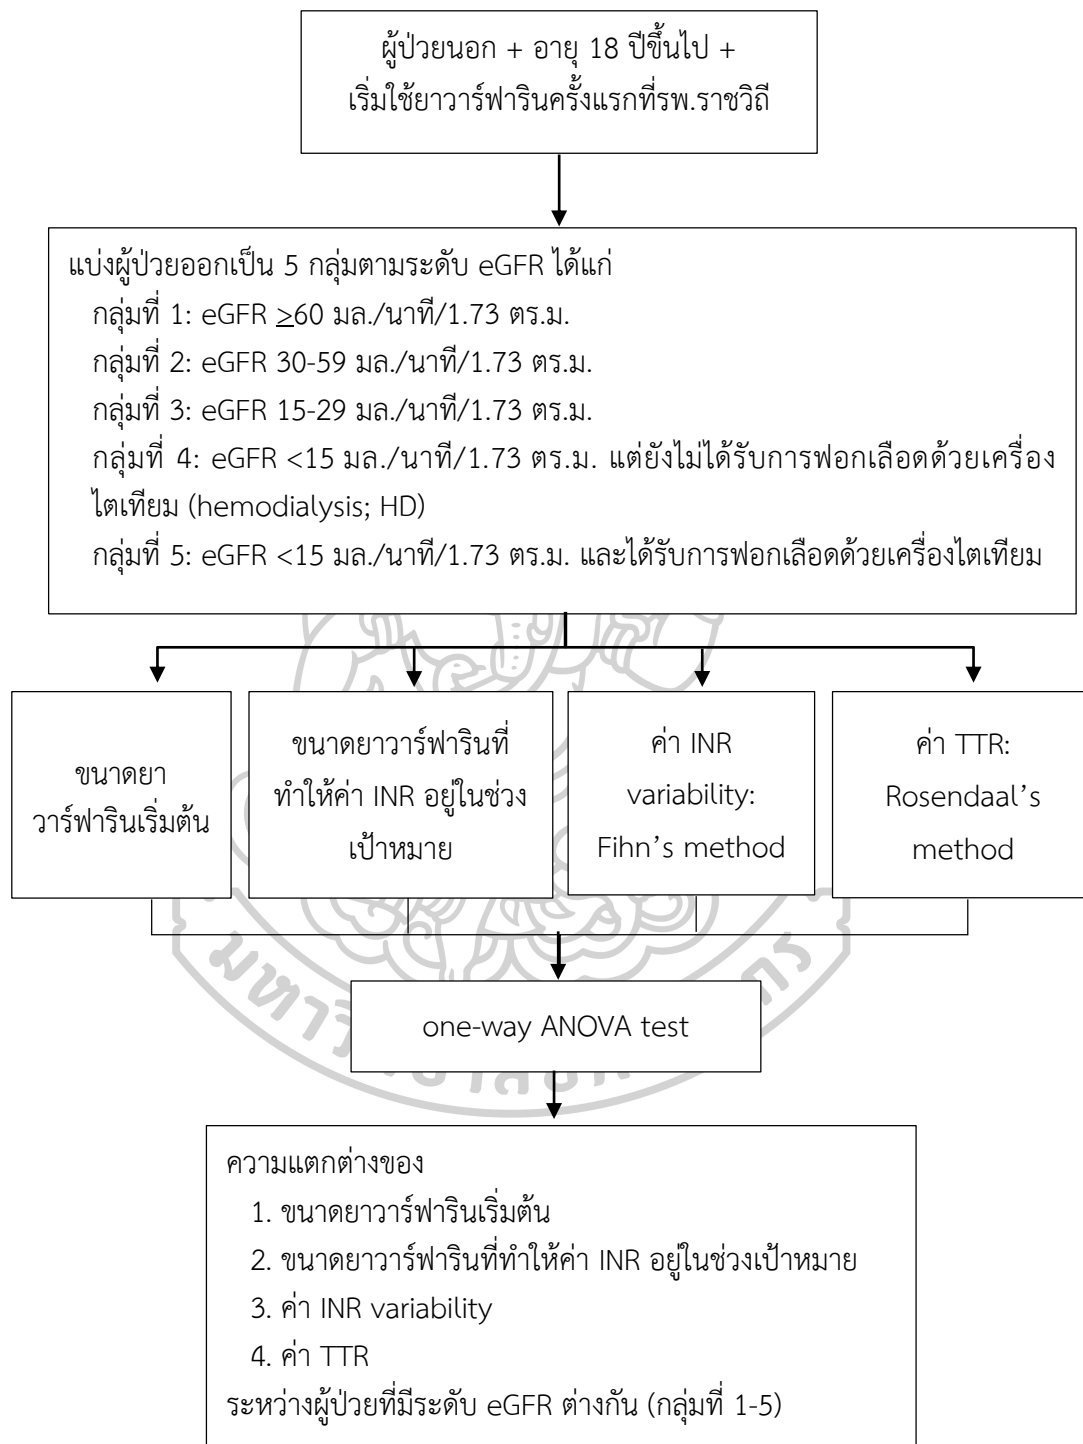 ผู้ป่วยนอก + อายุ 18 ปีขึ้นไป +
เริ่มใช้ยาวาร์ฟารินครั้งแรกที่รพ.ราชวิถี
แบ่งผู้ป่วยออกเป็น 5 กลุ่มตามระดับ eGFR ได้แก่
กลุ่มที่ 1: eGFR ≥60 มล./นาที/1.73 ตร.ม.
กลุ่มที่ 2: eGFR 30-59 มล./นาที/1.73 ตร.ม.
กลุ่มที่ 3: eGFR 15-29 มล./นาที/1.73 ตร.ม.
กลุ่มที่ 4: eGFR <15 มล./นาที/1.73 ตร.ม. แต่ยังไม่ได้รับการฟอกเลือดด้วยเครื่อง
ไตเทียม (hemodialysis; HD)
กลุ่มที่ 5: eGFR <15 มล./นาที/1.73 ตร.ม. และได้รับการฟอกเลือดด้วยเครื่องไตเทียม
ขนาดยา
วาร์ฟารินเริ่มต้น
ขนาดยาวาร์ฟารินที่
ทำให้ค่า INR อยู่ในช่วง
เป้าหมาย
ค่า INR
variability:
Fihn’s method
ค่า TTR:
Rosendaal’s
method
one-way ANOVA test
ความแตกต่างของ
1. ขนาดยาวาร์ฟารินเริ่มต้น
2. ขนาดยาวาร์ฟารินที่ทำให้ค่า INR อยู่ในช่วงเป้าหมาย
3. ค่า INR variability
4. ค่า TTR
ระหว่างผู้ป่วยที่มีระดับ eGFR ต่างกัน (กลุ่มที่ 1-5)